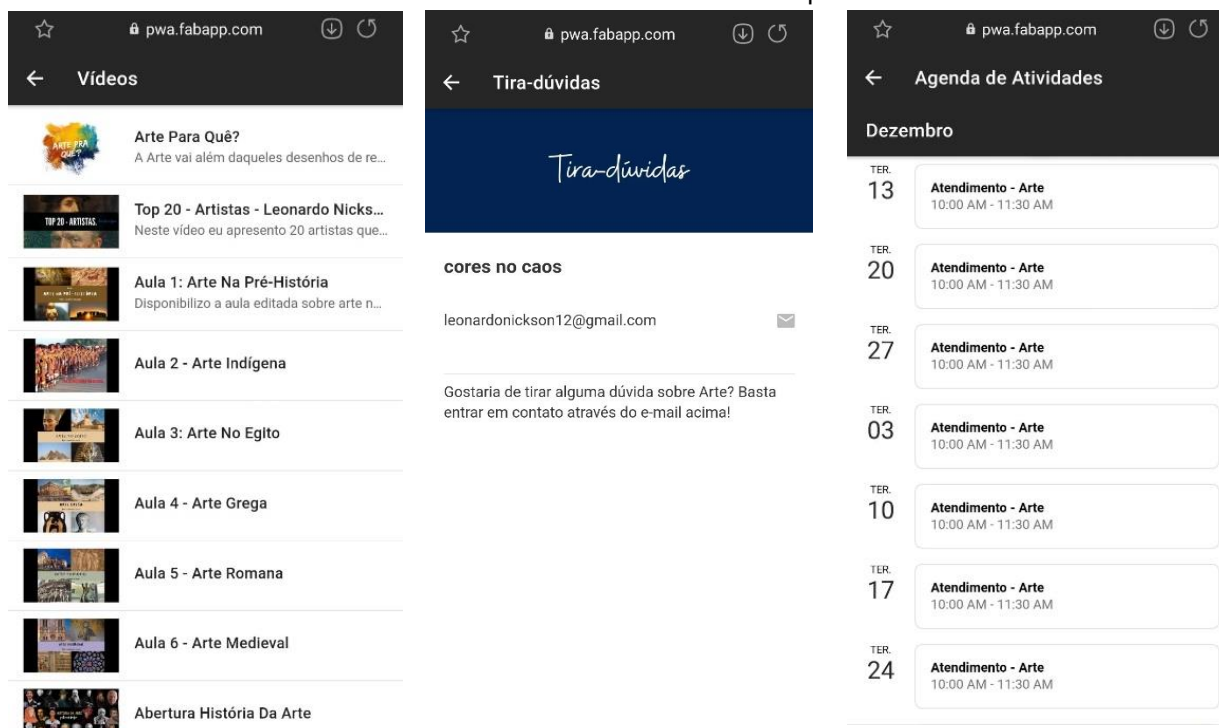 pwa.fabapp.com
Vídeos
ARTE PRA
QUÊ?
Arte Para Quê?
A Arte vai além daqueles desenhos de re...
TOP 20 - ARTISTAS.
Top 20 - Artistas - Leonardo Nicks...
Neste vídeo eu apresento 20 artistas que...
Aula 1: Arte Na Pré-História
Disponibilizo a aula editada sobre arte n...
Aula 2 - Arte Indígena
Aula 3: Arte No Egito
Aula 4 - Arte Grega
Aula 5 - Arte Romana
Aula 6 - Arte Medieval
Abertura História Da Arte
pwa.fabapp.com
Tira-dúvidas
Tira-dúvidas
cores no caos
leonardonickson12@gmail.com
Gostaria de tirar alguma dúvida sobre Arte? Basta
entrar em contato através do e-mail acima!
pwa.fabapp.com
Agenda de Atividades
Dezembro
TER.
13
Atendimento - Arte
10:00 AM - 11:30 AM
TER.
20
Atendimento - Arte
10:00 AM - 11:30 AM
TER.
27
Atendimento - Arte
10:00 AM - 11:30 AM
TER.
03
Atendimento - Arte
10:00 AM - 11:30 AM
TER.
10
Atendimento - Arte
10:00 AM - 11:30 AM
TER.
17
Atendimento - Arte
10:00 AM - 11:30 AM
TER.
24
Atendimento - Arte
10:00 AM - 11:30 AM